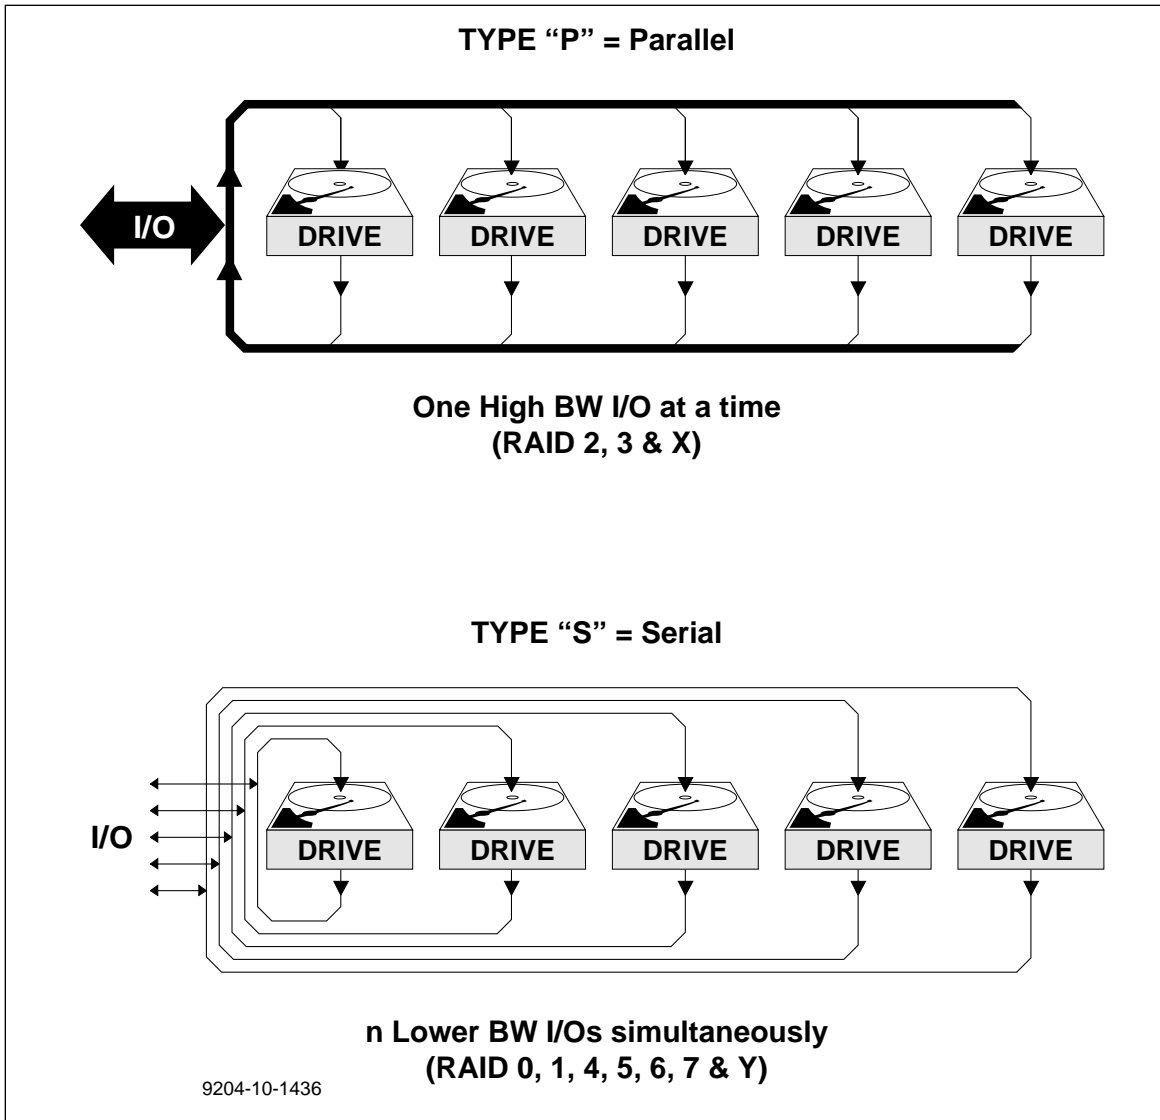 TYPE “P” = Parallel
I/O
DRIVE DRIVE DRIVE DRIVE DRIVE
One High BW I/O at a time
(RAID 2, 3 & X)
TYPE “S” = Serial
I/O
DRIVE DRIVE DRIVE DRIVE DRIVE
n Lower BW I/Os simultaneously
(RAID 0, 1, 4, 5, 6, 7 & Y)
9204-10-1436